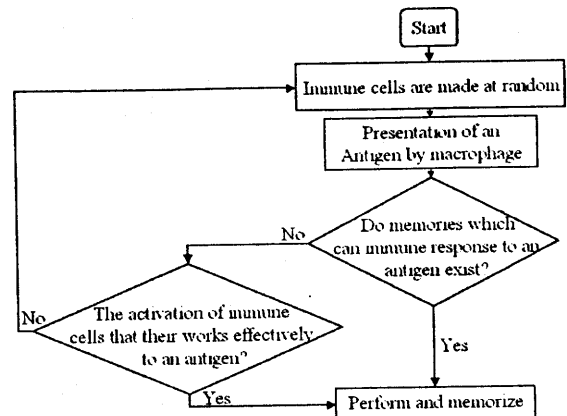 Start
Immune cells are made at random
Presentation of an
Antigen by macrophage
Do memories which
can immune response to an
antigen exist?
No
Yes
The activation of immune
cells that their works effectively
to an antigen?
No
Yes
Perform and memorize